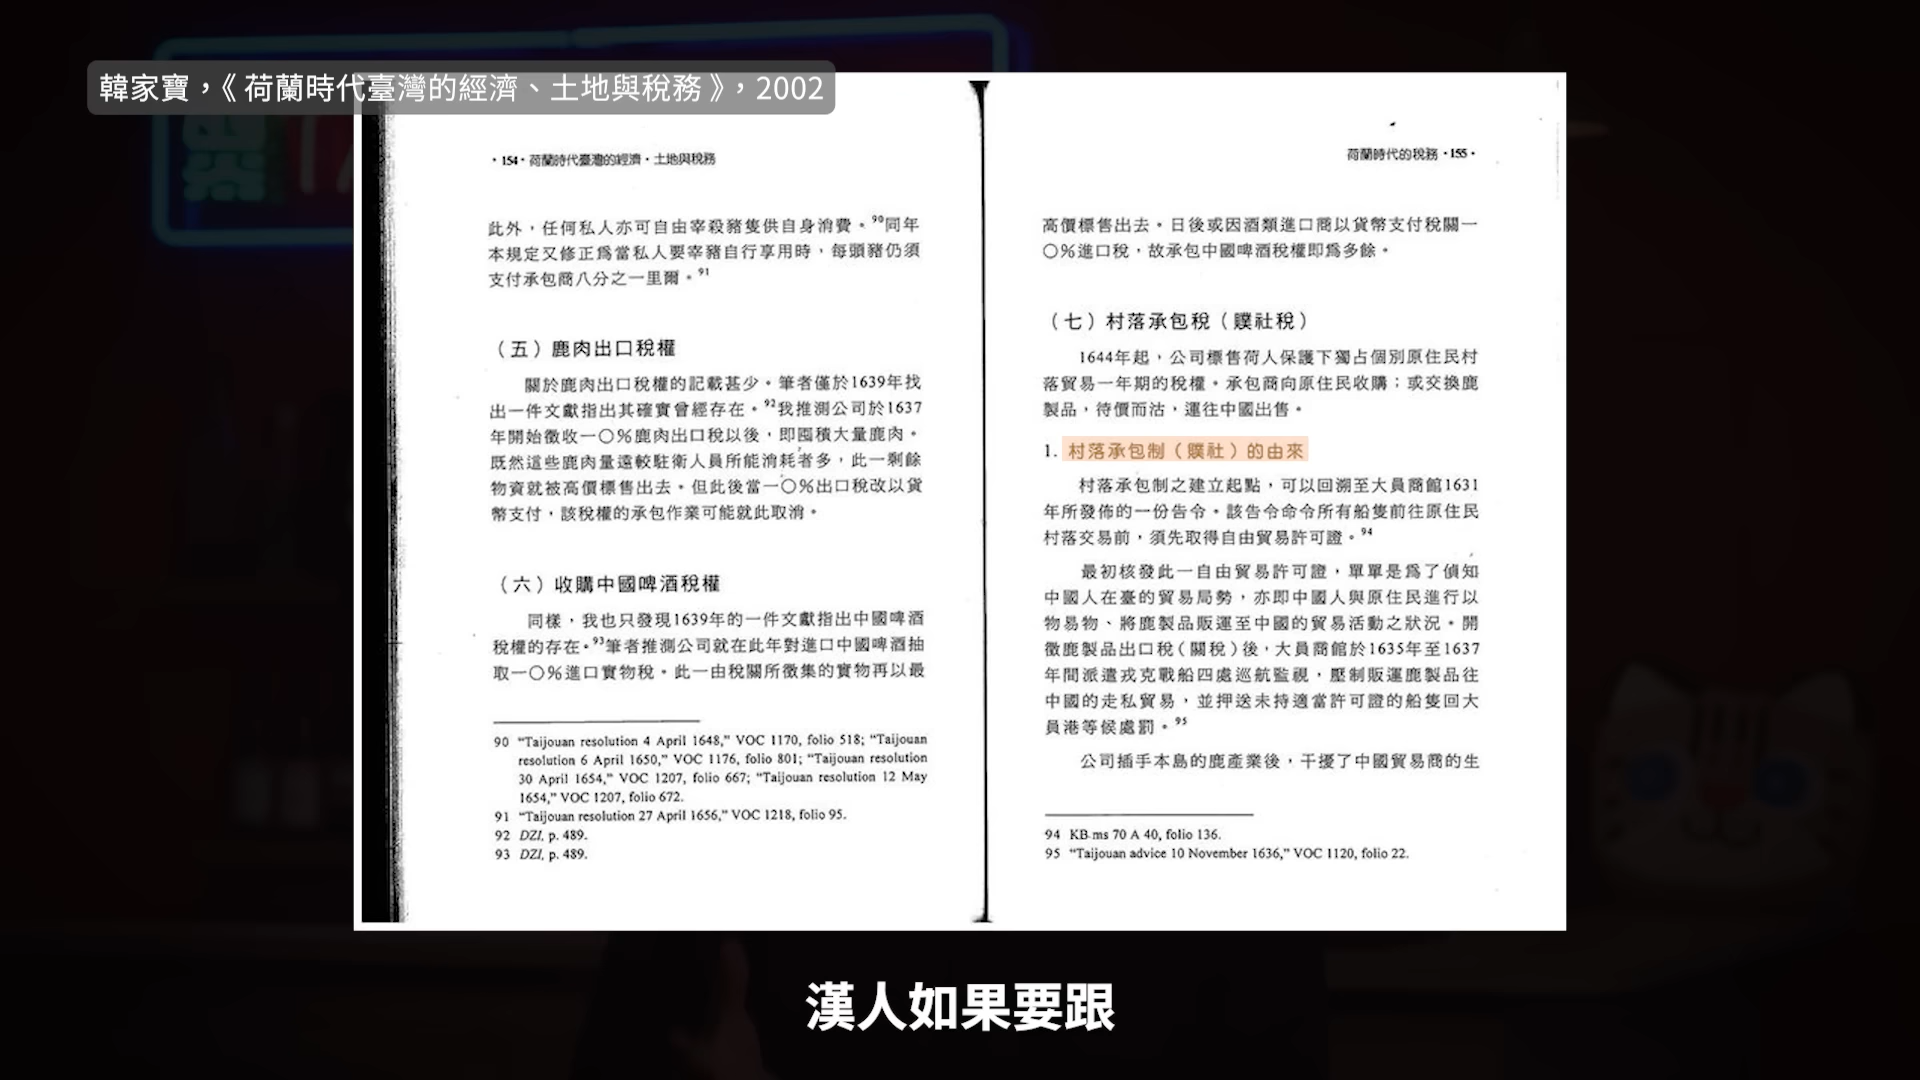 韓家寶，《荷蘭時代臺灣的經濟、土地與稅務》，2002
・154・荷蘭時代臺灣的經濟・土地與稅務
此外，任何私人亦可自由宰殺豬隻供自身消費。90同年
本規定又修正爲當私人要宰豬自行享用時，每頭豬仍須
支付承包商八分之一里爾。91
（五）鹿肉出口稅權
關於鹿肉出口稅權的記載甚少。筆者僅於1639年找
出一件文獻指出其確實曾經存在。92我推測公司於1637
年開始徵收一〇%鹿肉出口稅以後，即囤積大量鹿肉。
既然這些鹿肉量遠較駐衛人員所能消耗者多，此一剩餘
物資就被高價標售出去。但此後當一〇%出口稅改以貨
幣支付，該稅權的承包作業可能就此取消。
（六）收購中國啤酒稅權
同樣，我也只發現1639年的一件文獻指出中國啤酒
稅權的存在。93筆者推測公司就在此年對進口中國啤酒抽
取一〇%進口實物稅。此一由稅關所徵集的實物再以最
90 “Taijouan resolution 4 April 1648,” VOC 1170, folio 518; “Taijouan
resolution 6 April 1650,” VOC 1176, folio 801; “Taijouan resolution
30 April 1654,” VOC 1207, folio 667; “Taijouan resolution 12 May
1654,” VOC 1207, folio 672.
91 “Taijouan resolution 27 April 1656,” VOC 1218, folio 95.
92 DZI, p. 489.
93 DZI, p. 489.
荷蘭時代的稅務・155・
高價標售出去。日後或因酒類進口商以貨幣支付稅關一
〇%進口稅，故承包中國啤酒稅權即爲多餘。
（七）村落承包稅（贌社稅）
1644年起，公司標售荷人保護下獨占個別原住民村
落貿易一年期的稅權。承包商向原住民收購；或交換鹿
製品，待價而沽，運往中國出售。
1. 村落承包制（贌社）的由來
村落承包制之建立起點，可以回溯至大員商館1631
年所發佈的一份告令。該告令命令所有船隻前往原住民
村落交易前，須先取得自由貿易許可證。94
最初核發此一自由貿易許可證，單單是爲了偵知
中國人在臺的貿易局勢，亦即中國人與原住民進行以
物易物、將鹿製品販運至中國的貿易活動之狀況。開
徵鹿製品出口稅（關稅）後，大員商館於1635年至1637
年間派遣戎克戰船四處巡航監視，壓制販運鹿製品往
中國的走私貿易，並押送未持適當許可證的船隻回大
員港等候處罰。95
公司插手本島的鹿產業後，干擾了中國貿易商的生
94 KB ms 70 A 40, folio 136.
95 “Taijouan advice 10 November 1636,” VOC 1120, folio 22.
漢人如果要跟